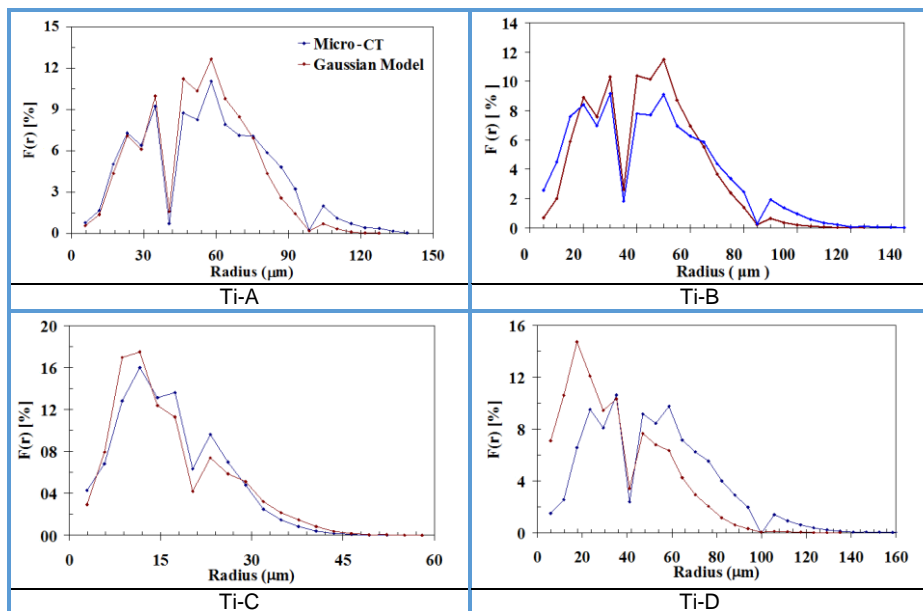 15
12
9
6
3
0
F(r) [%]
Micro-CT
Gaussian Model
0 30 60 90 120 150
Radius (μm)
Ti-A
14
12
10
8
6
4
2
0
F (r) [%]
0 20 40 60 80 100 120 140
Radius ( μm )
Ti-B
20
16
12
08
04
00
F(r) [%]
0 15 30 45 60
Radius (μm)
Ti-C
16
12
8
4
0
F(r) [%]
0 20 40 60 80 100 120 140 160
Radius (μm)
Ti-D